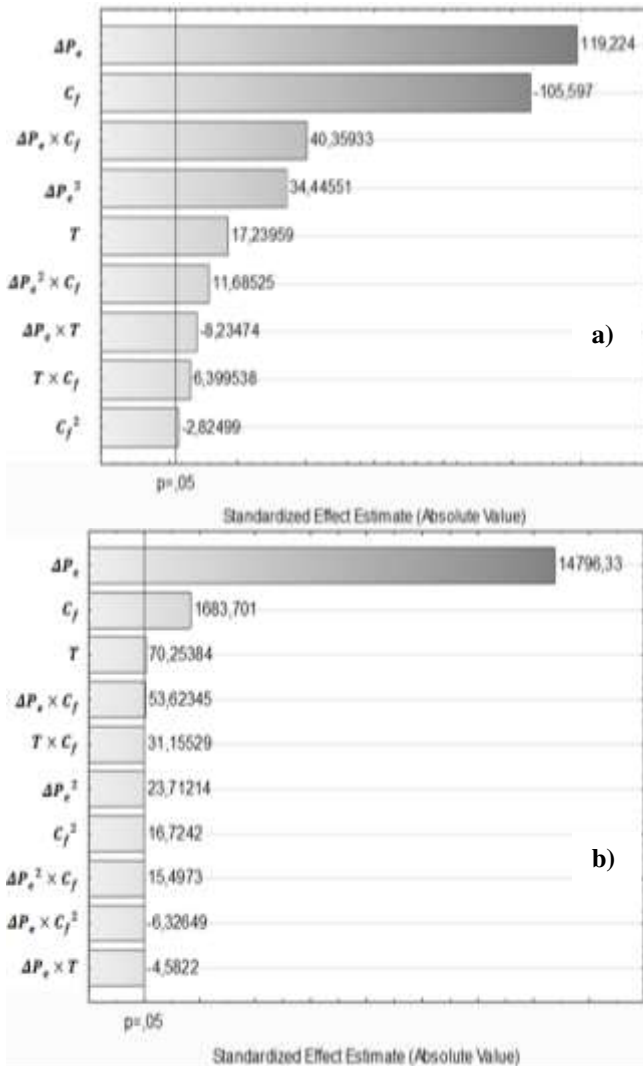 ΔPₑ 119,224
C_f -105,597
ΔPₑ × C_f 40,35933
ΔPₑ² 34,44551
T 17,23959
ΔPₑ² × C_f 11,68525
ΔPₑ × T -8,23474
a)
T × C_f 6,399538
C_f² -2,82499
p=,05
Standardized Effect Estimate (Absolute Value)
ΔPₑ 14796,33
C_f 1683,701
T 70,25384
ΔPₑ × C_f 53,62345
T × C_f 31,15529
ΔPₑ² 23,71214
C_f² 16,7242
b)
ΔPₑ² × C_f 15,4973
ΔPₑ × C_f² -6,32649
ΔPₑ × T -4,5822
p=,05
Standardized Effect Estimate (Absolute Value)